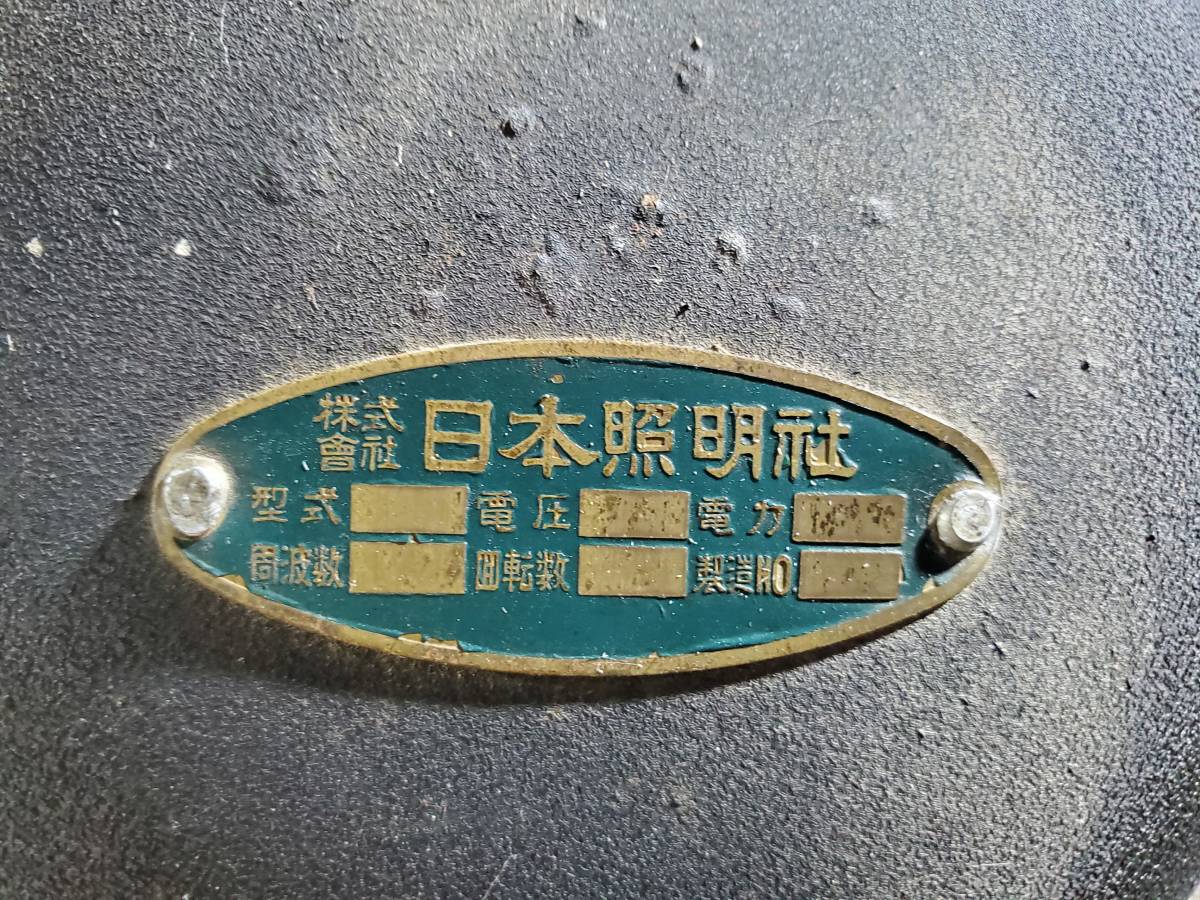 株式會社 日本照明社
型式 電圧 電力
周波数 回転数 製造NO.